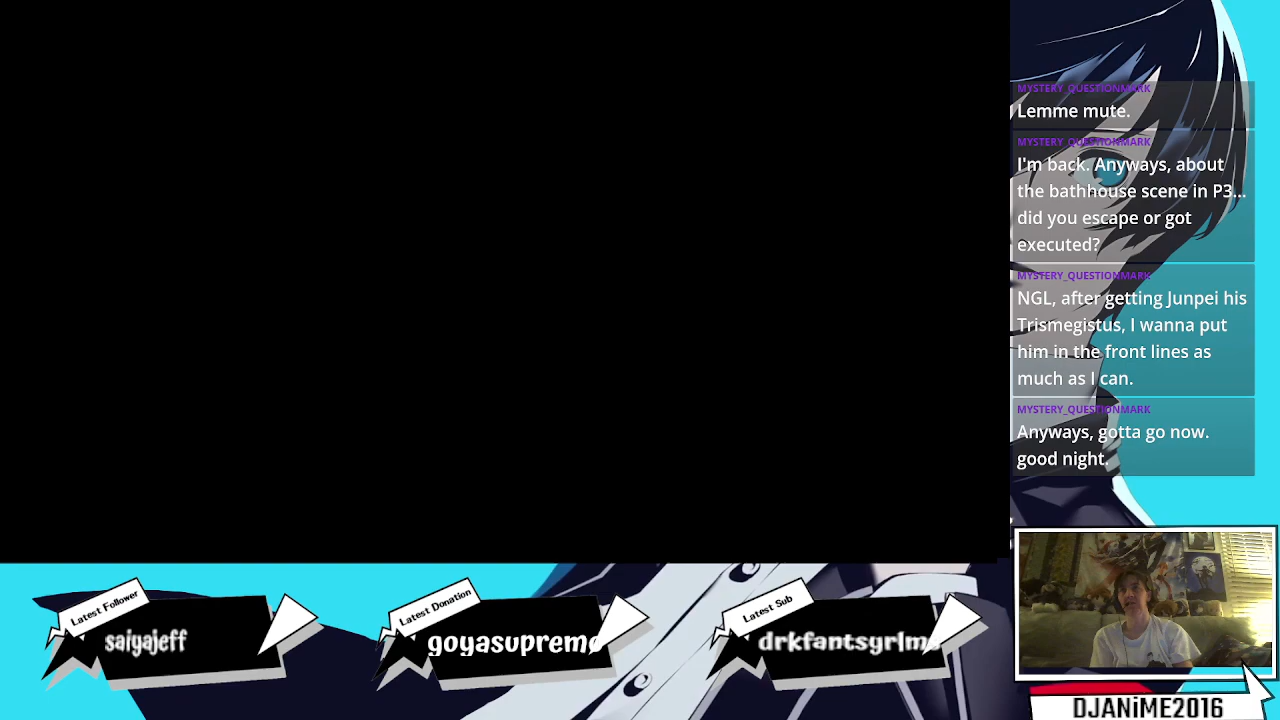 MYSTERY_QUESTIONMARK
Lemme mute.
MYSTERY_QUESTIONMARK
I'm back. Anyways, about
the bathhouse scene in P3...
did you escape or got
executed?
MYSTERY_QUESTIONMARK
NGL, after getting Junpei his
Trismegistus, I wanna put
him in the front lines as
much as I can.
MYSTERY_QUESTIONMARK
Anyways, gotta go now.
good night.
Latest Follower
saiyajeff
Latest Donation
goyasupreme
Latest Sub
drkfantsyrlm
DJANiME2016